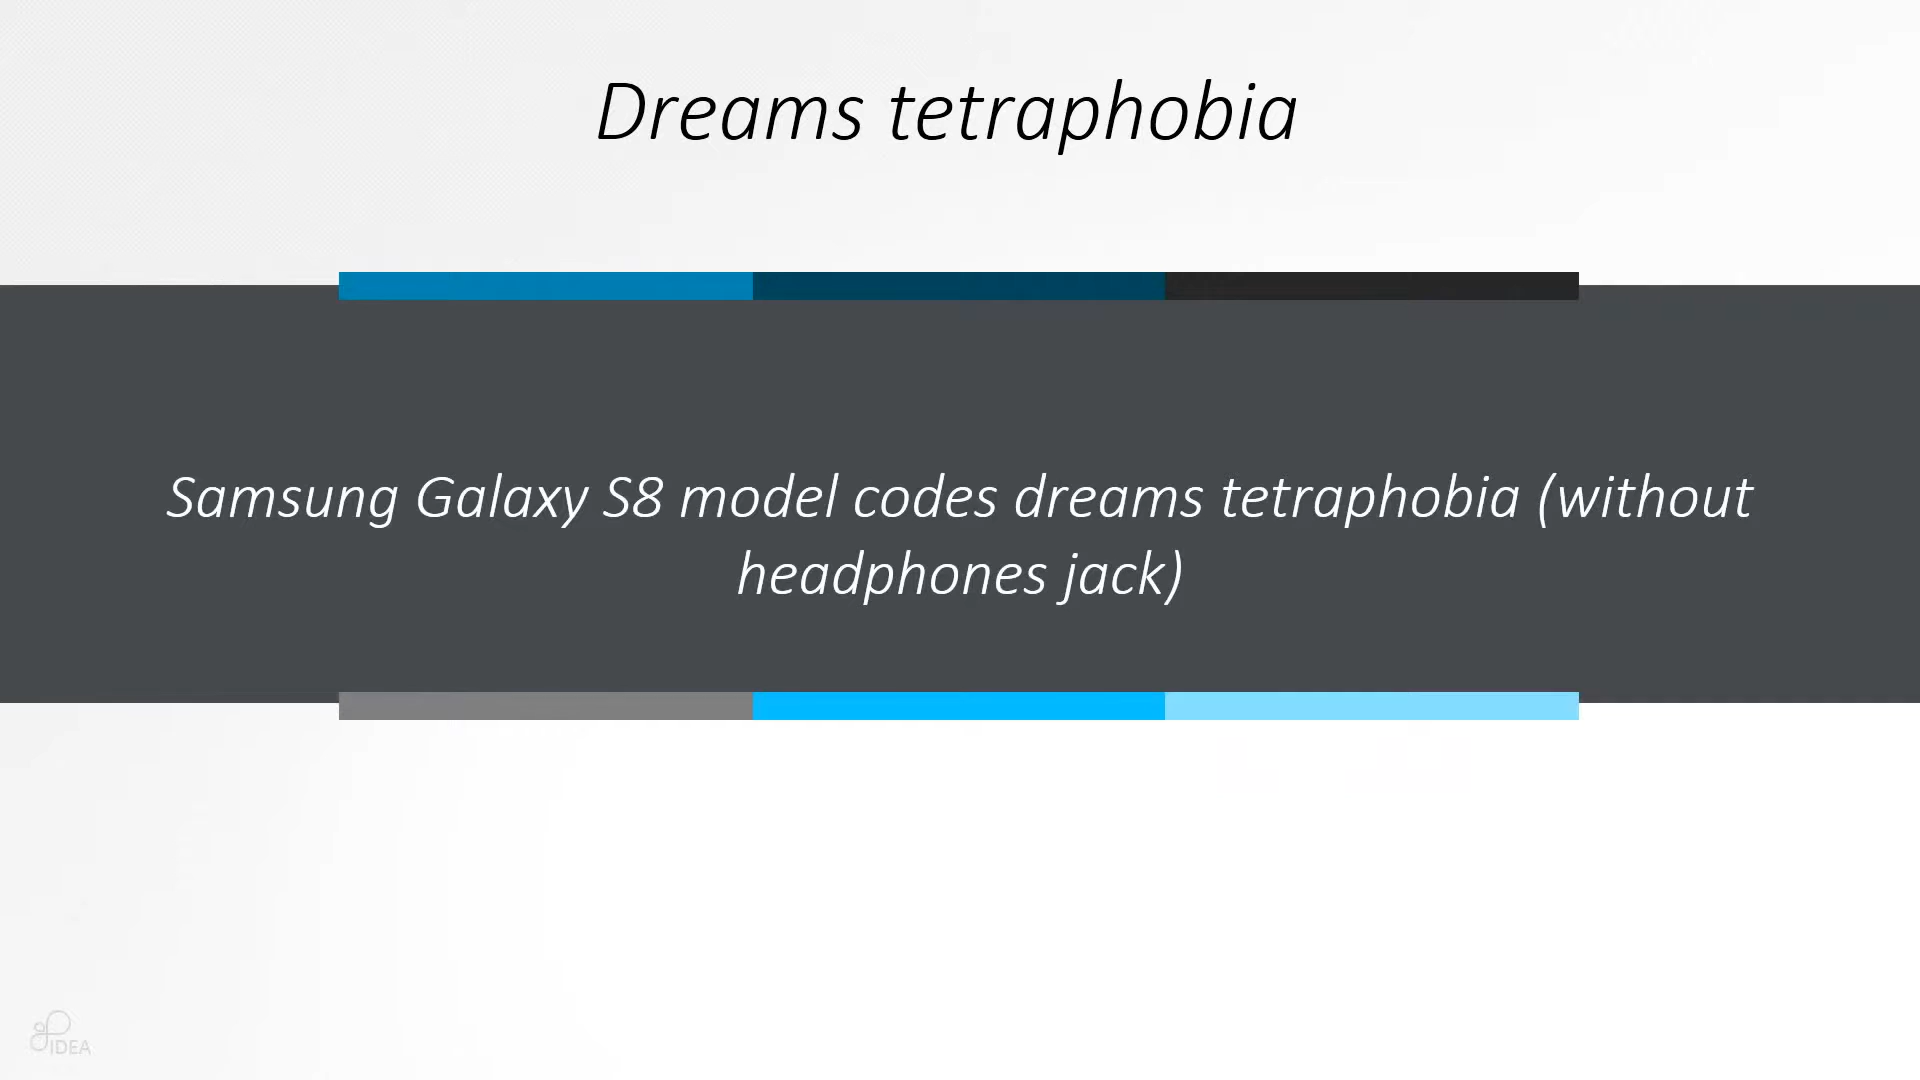 Dreams tetraphobia
Samsung Galaxy S8 model codes dreams tetraphobia (without
headphones jack)
IDEA